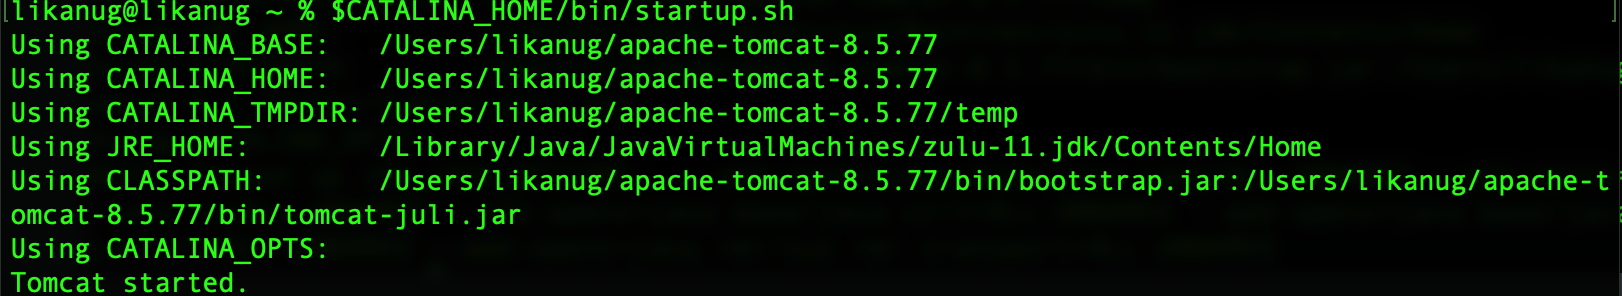 [likanug@likanug ~ % $CATALINA_HOME/bin/startup.sh ]
Using CATALINA_BASE:   /Users/likanug/apache-tomcat-8.5.77
Using CATALINA_HOME:   /Users/likanug/apache-tomcat-8.5.77
Using CATALINA_TMPDIR: /Users/likanug/apache-tomcat-8.5.77/temp
Using JRE_HOME:        /Library/Java/JavaVirtualMachines/zulu-11.jdk/Contents/Home
Using CLASSPATH:       /Users/likanug/apache-tomcat-8.5.77/bin/bootstrap.jar:/Users/likanug/apache-t
omcat-8.5.77/bin/tomcat-juli.jar
Using CATALINA_OPTS:
Tomcat started.